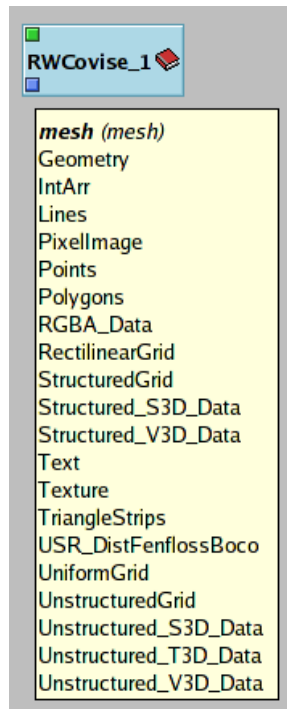 RWCovise_1
mesh (mesh)
Geometry
IntArr
Lines
PixelImage
Points
Polygons
RGBA_Data
RectilinearGrid
StructuredGrid
Structured_S3D_Data
Structured_V3D_Data
Text
Texture
TriangleStrips
USR_DistFenflossBoco
UniformGrid
UnstructuredGrid
Unstructured_S3D_Data
Unstructured_T3D_Data
Unstructured_V3D_Data